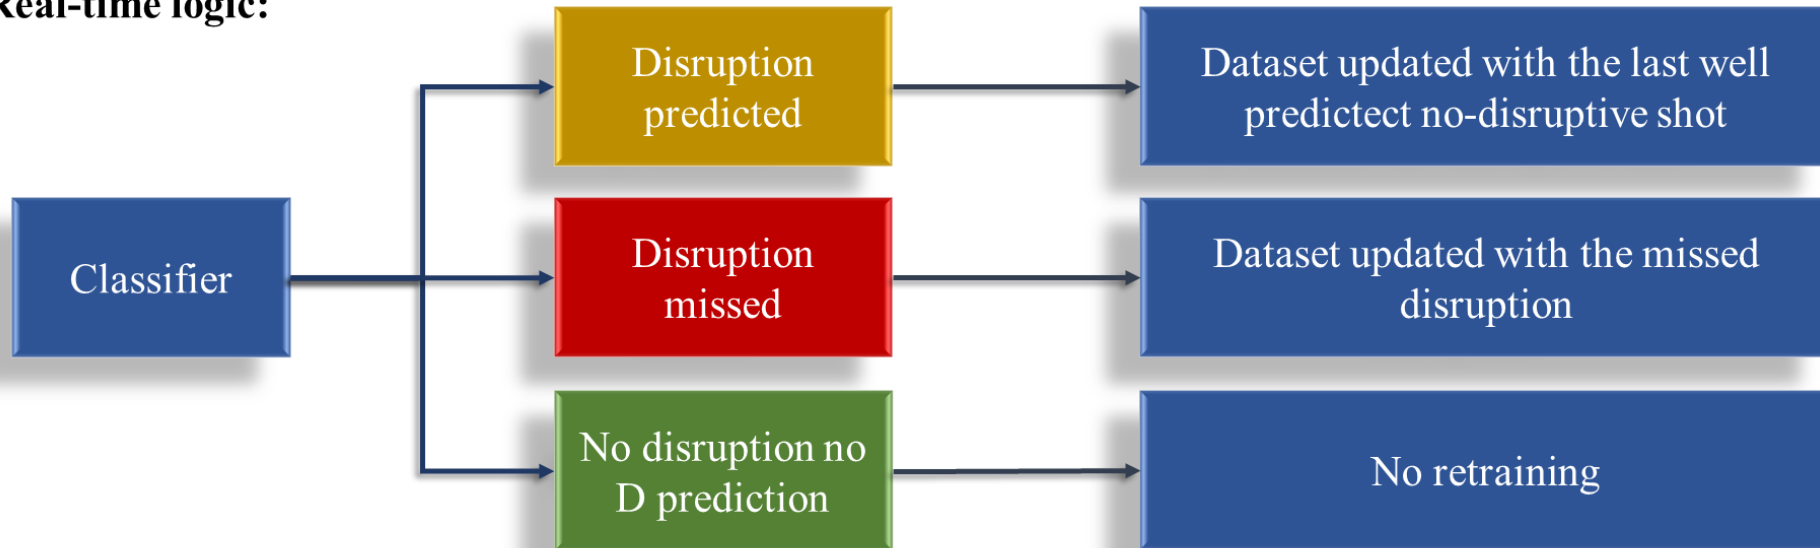 Real-time logic:
Disruption
predicted
Dataset updated with the last well
predictect no-disruptive shot
Classifier
Disruption
missed
Dataset updated with the missed
disruption
No disruption no
D prediction
No retraining